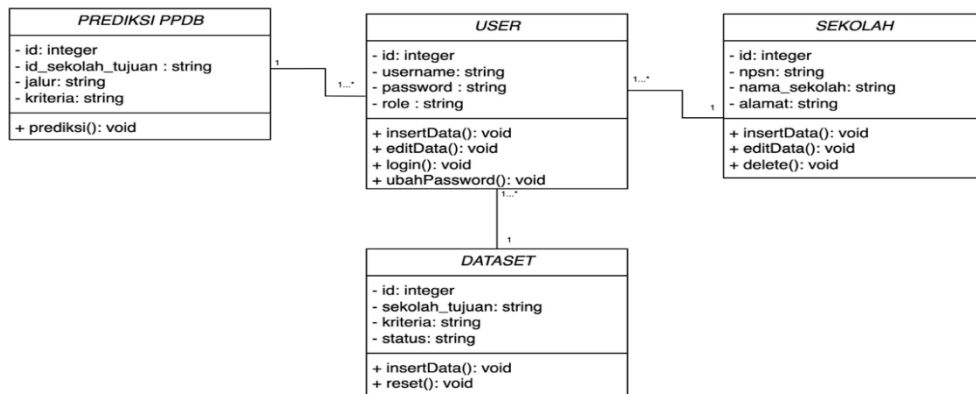 PREDIKSI PPDB
- id: integer
- id_sekolah_tujuan : string
- jalur: string
- kriteria: string
+ prediksi(): void
1
1...*
USER
- id: integer
- username: string
- password : string
- role : string
+ insertData(): void
+ editData(): void
+ login(): void
+ ubahPassword(): void
1...*
1
SEKOLAH
- id: integer
- npsn: string
- nama_sekolah: string
- alamat: string
+ insertData(): void
+ editData(): void
+ delete(): void
1...*
1
DATASET
- id: integer
- sekolah_tujuan: string
- kriteria: string
- status: string
+ insertData(): void
+ reset(): void